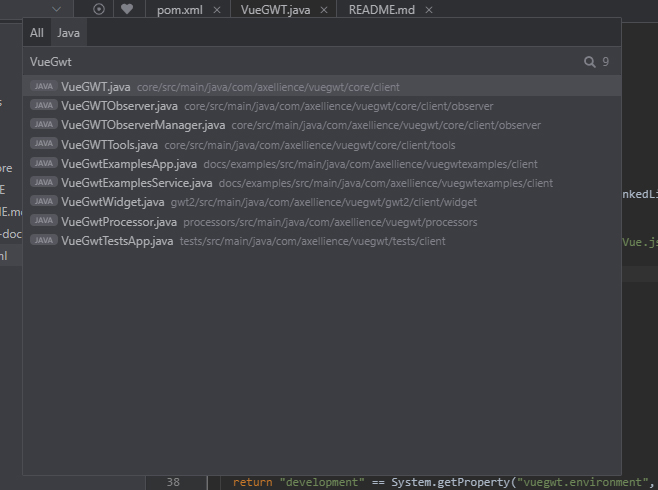 pom.xml VueGWT.java README.md
All Java
VueGwt 9
JAVA VueGWT.java core/src/main/java/com/axellience/vuegwt/core/client
JAVA VueGWTObserver.java core/src/main/java/com/axellience/vuegwt/core/client/observer
JAVA VueGWTObserverManager.java core/src/main/java/com/axellience/vuegwt/core/client/observer
JAVA VueGWTTools.java core/src/main/java/com/axellience/vuegwt/core/client/tools
JAVA VueGwtExamplesApp.java docs/examples/src/main/java/com/axellience/vuegwtexamples/client
JAVA VueGwtExamplesService.java docs/examples/src/main/java/com/axellience/vuegwtexamples/client
JAVA VueGwtWidget.java gwt2/src/main/java/com/axellience/vuegwt/gwt2/client/widget
JAVA VueGwtProcessor.java processors/src/main/java/com/axellience/vuegwt/processors
JAVA VueGwtTestsApp.java tests/src/main/java/com/axellience/vuegwt/tests/client
s
ore
E
ME.m
-doc
ml
nkedLi
Vue.js
38 return "development" == System.getProperty("vuegwt.environment",